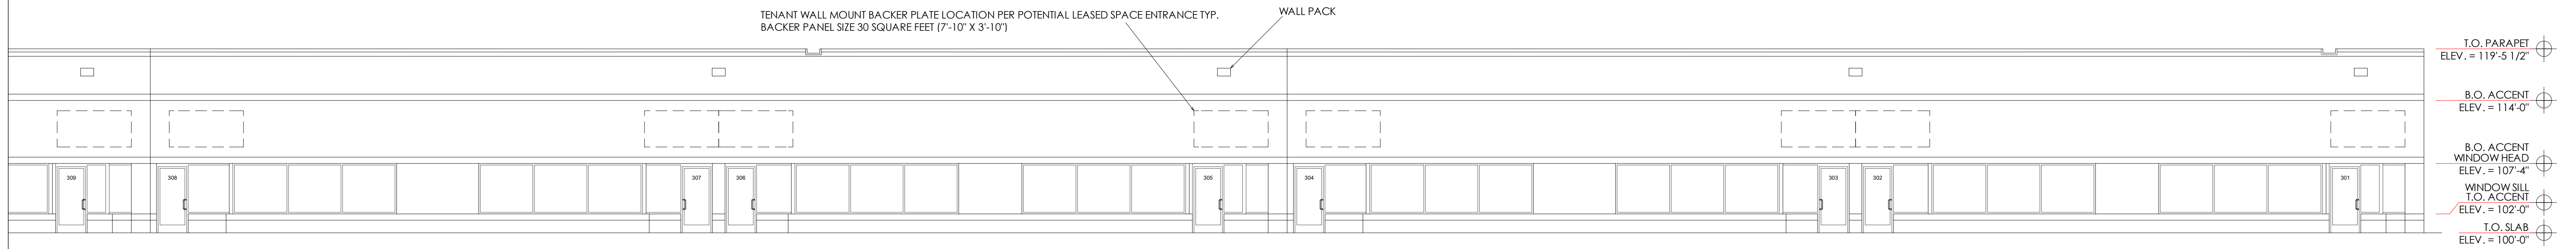 TENANT WALL MOUNT BACKER PLATE LOCATION PER POTENTIAL LEASED SPACE ENTRANCE TYP.
BACKER PANEL SIZE 30 SQUARE FEET (7'-10" X 3'-10")
WALL PACK
T.O. PARAPET
ELEV. = 119'-5 1/2"
B.O. ACCENT
ELEV. = 114'-0"
B.O. ACCENT
WINDOW HEAD
ELEV. = 107'-4"
WINDOW SILL
T.O. ACCENT
ELEV. = 102'-0"
T.O. SLAB
ELEV. = 100'-0"
309
308
307
306
305
304
303
302
301